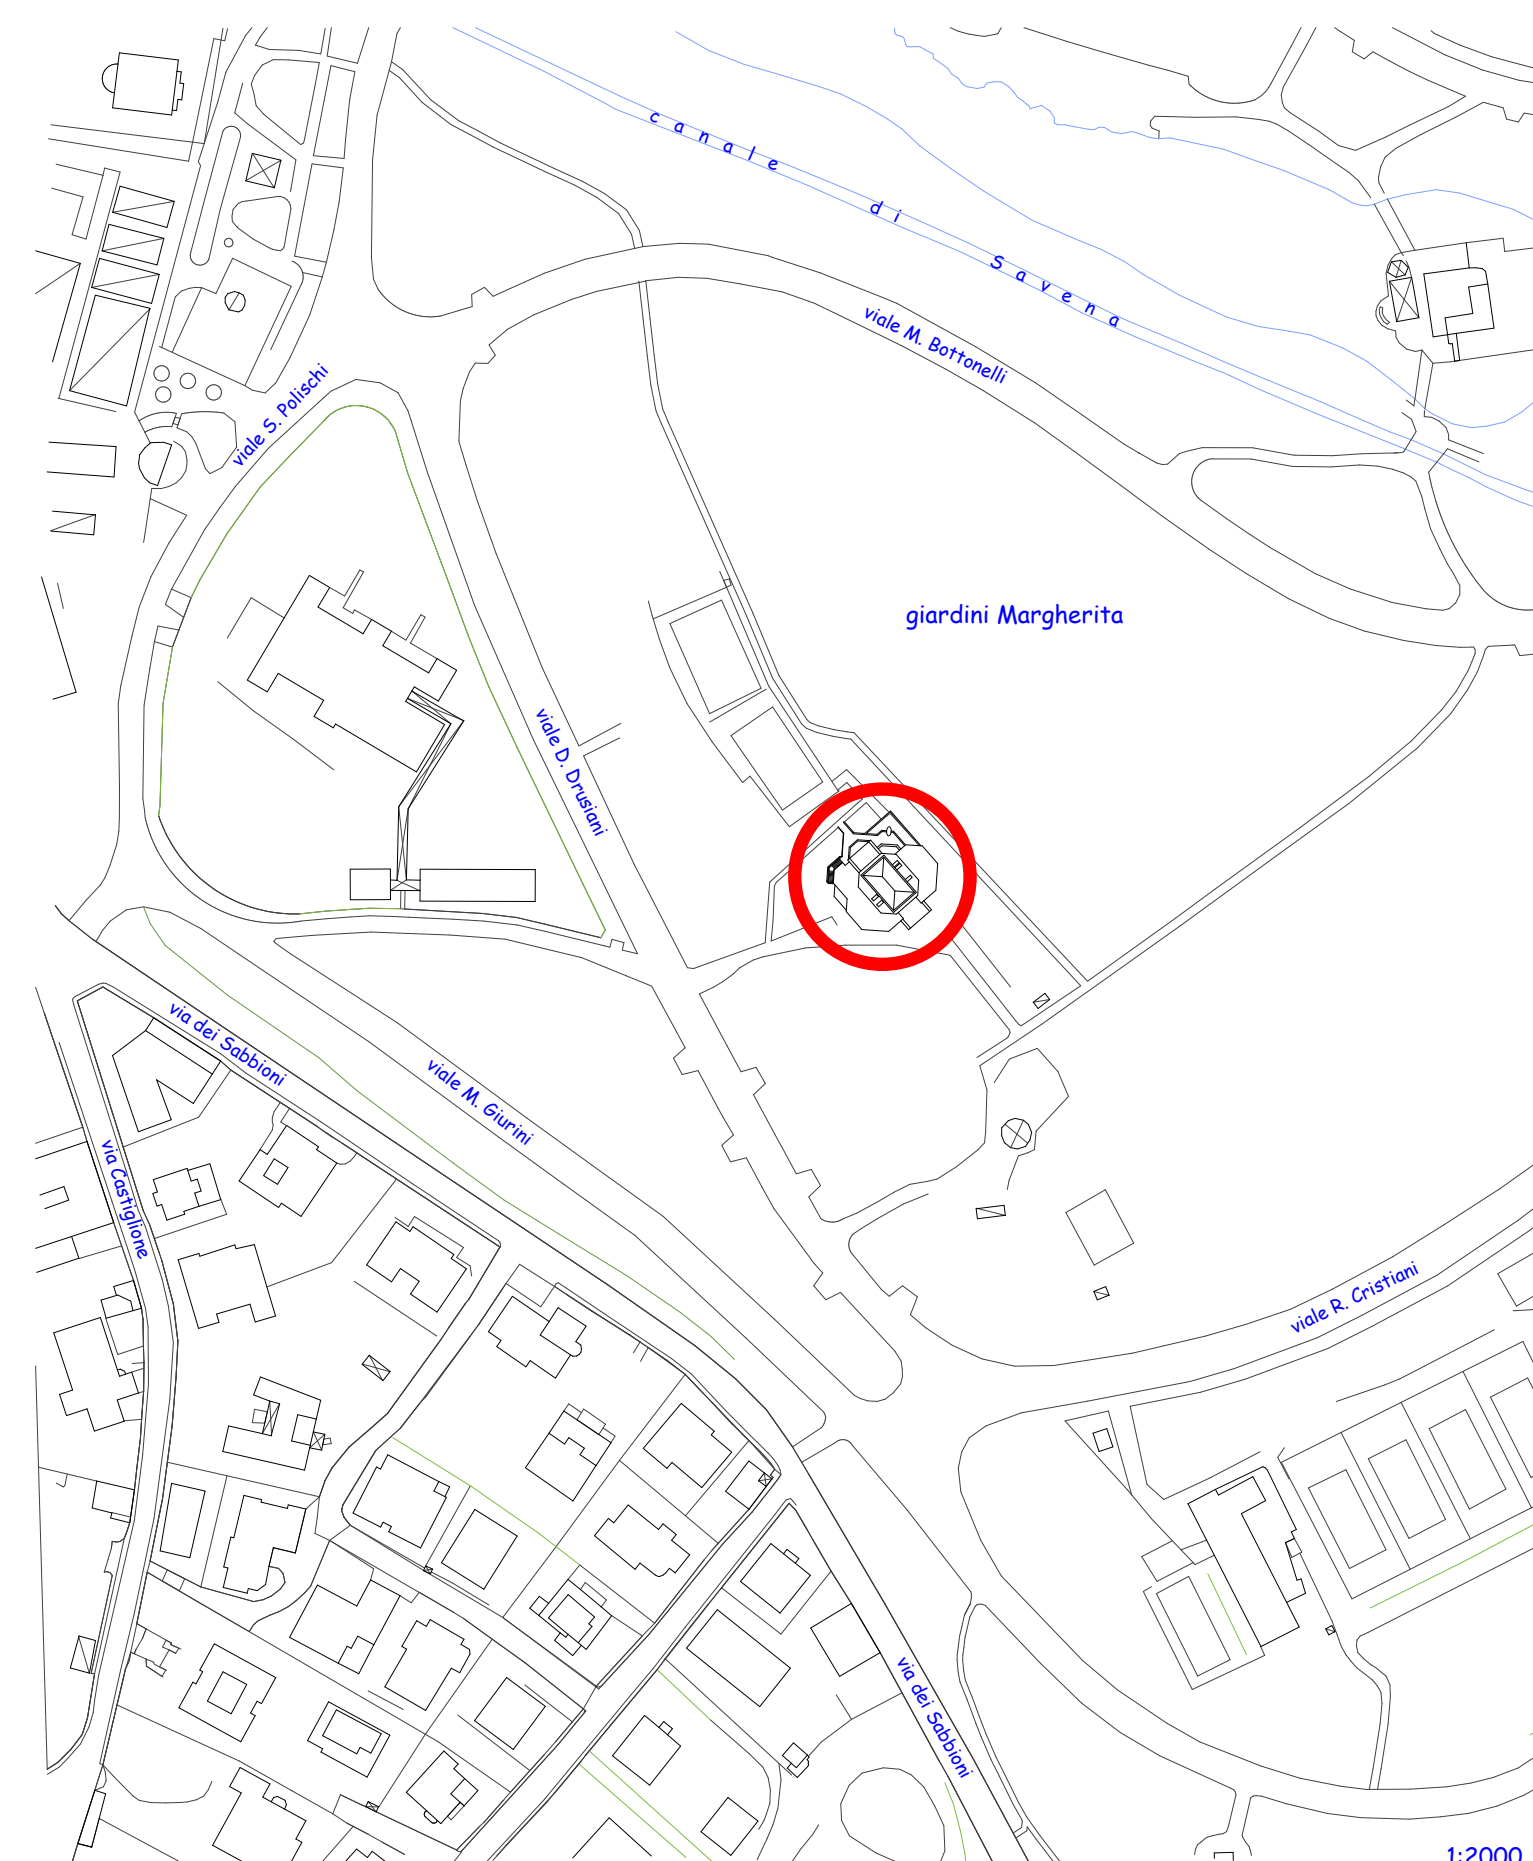 canale di Savena
viale M. Bottonelli
viale S. Polischi
giardini Margherita
viale D. Drusiani
via dei Sabbioni
viale M. Giurini
via Castiglione
viale R. Cristiani
via dei Sabbioni
1:2000